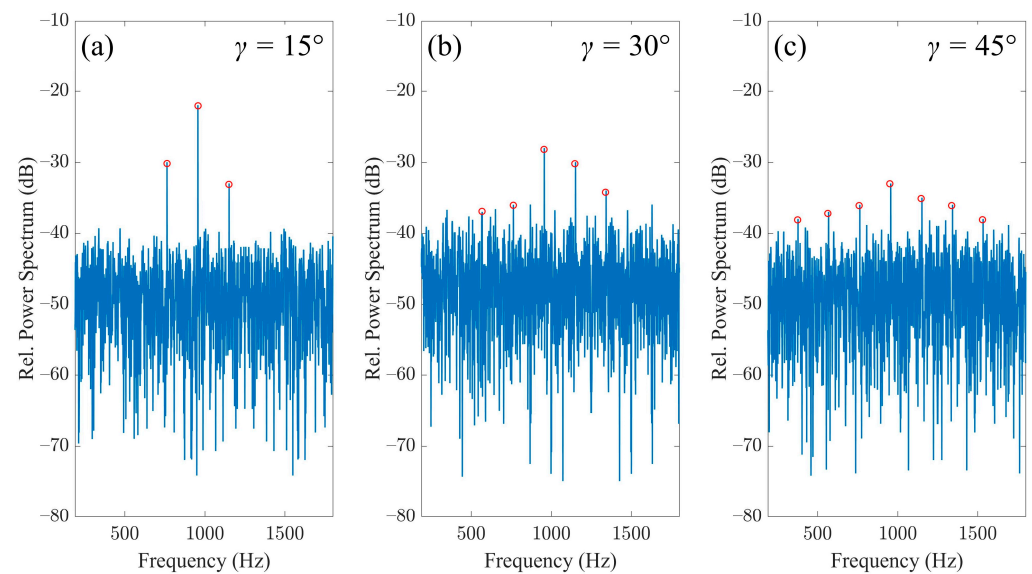 (a) γ = 15°
−10
−20
−30
−40
−50
−60
−70
−80
500 1000 1500
Frequency (Hz)
Rel. Power Spectrum (dB)
(b) γ = 30°
−10
−20
−30
−40
−50
−60
−70
−80
500 1000 1500
Frequency (Hz)
Rel. Power Spectrum (dB)
(c) γ = 45°
−10
−20
−30
−40
−50
−60
−70
−80
500 1000 1500
Frequency (Hz)
Rel. Power Spectrum (dB)